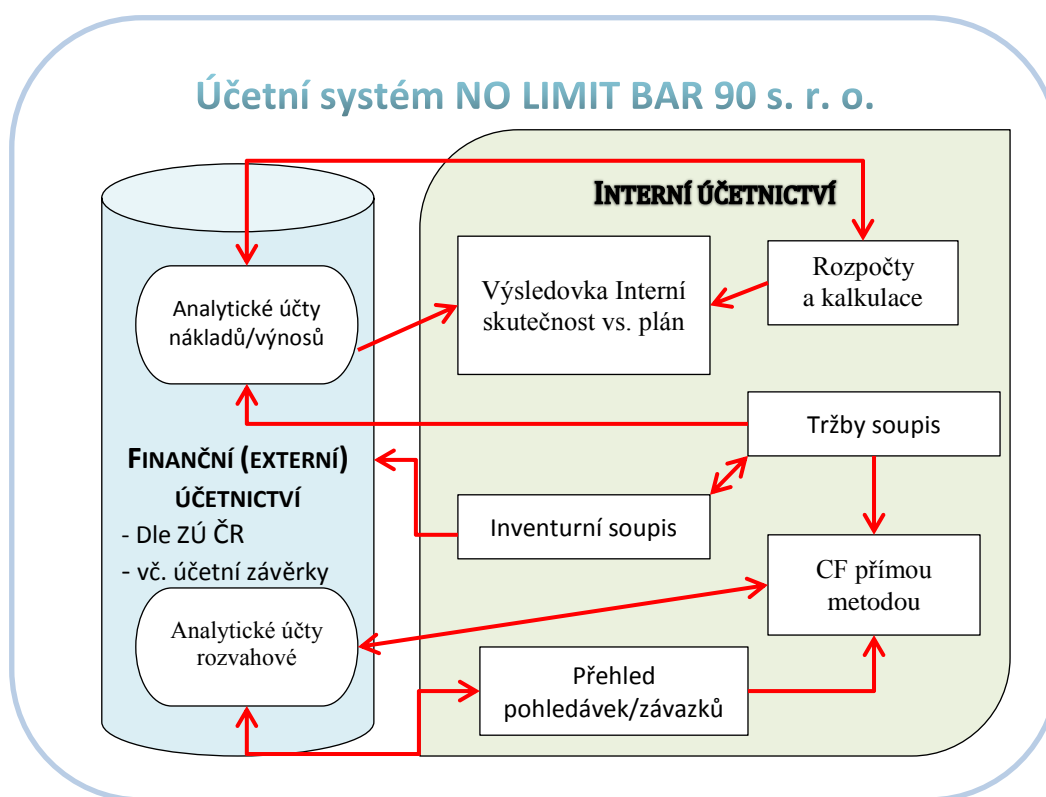 Účetní systém NO LIMIT BAR 90 s. r. o.
INTERNÍ ÚČETNICTVÍ
Analytické účty
nákladů/výnosů
Výsledovka Interní
skutečnost vs. plán
Rozpočty
a kalkulace
Tržby soupis
FINANČNÍ (EXTERNÍ)
ÚČETNICTVÍ
- Dle ZÚ ČR
- vč. účetní závěrky
Inventurní soupis
CF přímou
metodou
Analytické účty
rozvahové
Přehled
pohledávek/závazků